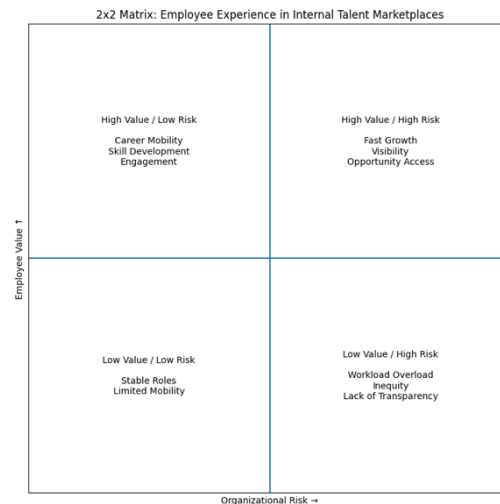 2x2 Matrix: Employee Experience in Internal Talent Marketplaces
High Value / Low Risk
Career Mobility
Skill Development
Engagement
High Value / High Risk
Fast Growth
Visibility
Opportunity Access
Employee Value ↑
Low Value / Low Risk
Stable Roles
Limited Mobility
Low Value / High Risk
Workload Overload
Inequity
Lack of Transparency
Organizational Risk →